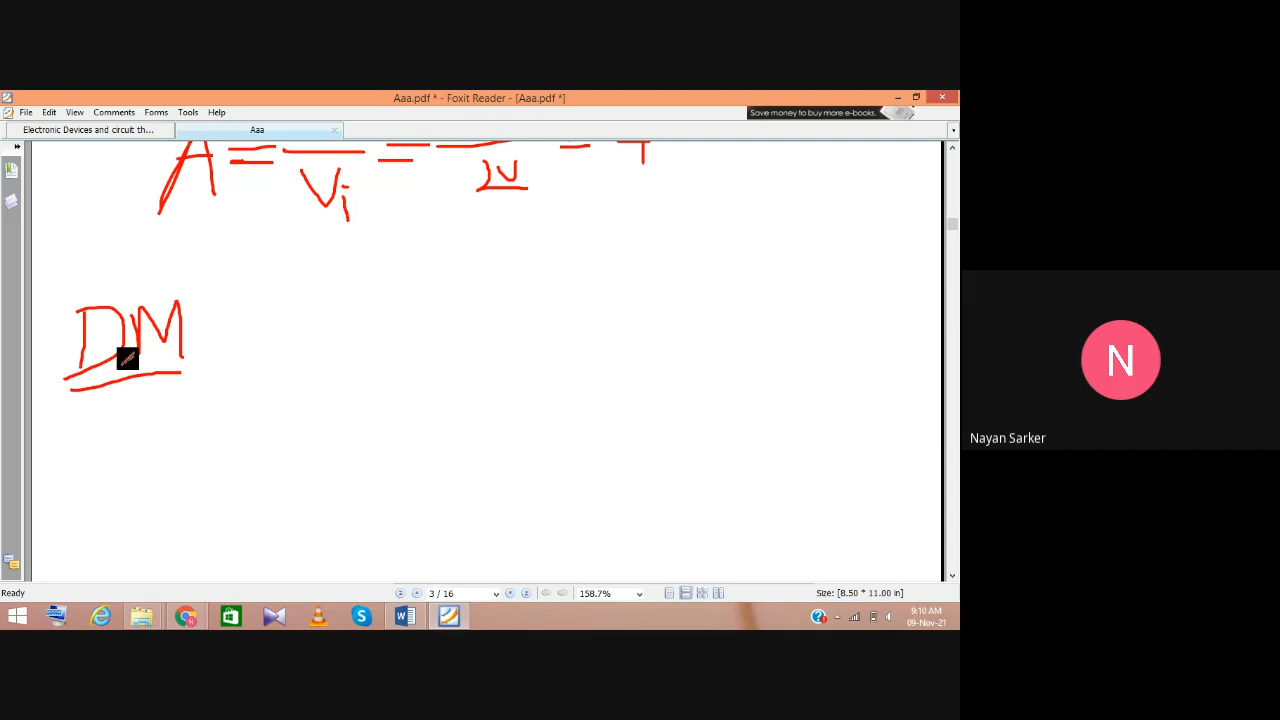 Aaa.pdf * - Foxit Reader - [Aaa.pdf *]
File Edit View Comments Forms Tools Help
Save money to buy more e-books.
Electronic Devices and circuit th... Aaa
A = =
Vi
DM
N
Nayan Sarker
Ready 3 / 16 158.7% Size: [8.50 * 11.00 in]
9:10 AM
09-Nov-21